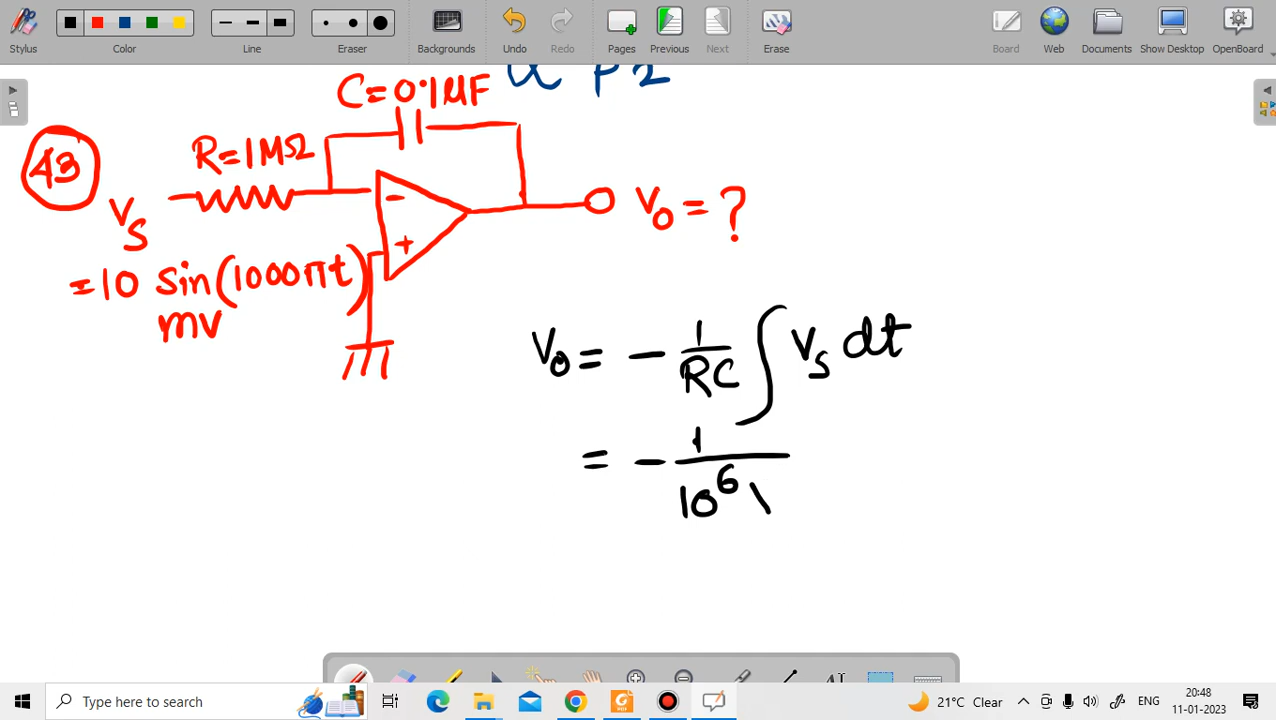 Stylus Color Line Eraser Backgrounds Undo Redo Pages Previous Next Erase Board Web Documents Show Desktop OpenBoard
C=0.1μF
43
R=1MΩ
Vs
- 
+
Vo = ?
=10 sin(1000πt)
mV
Vo = - 1/RC ∫ Vs dt
= - 1/10^6
Type here to search
21°C Clear
ENG
20:48
11-01-2023